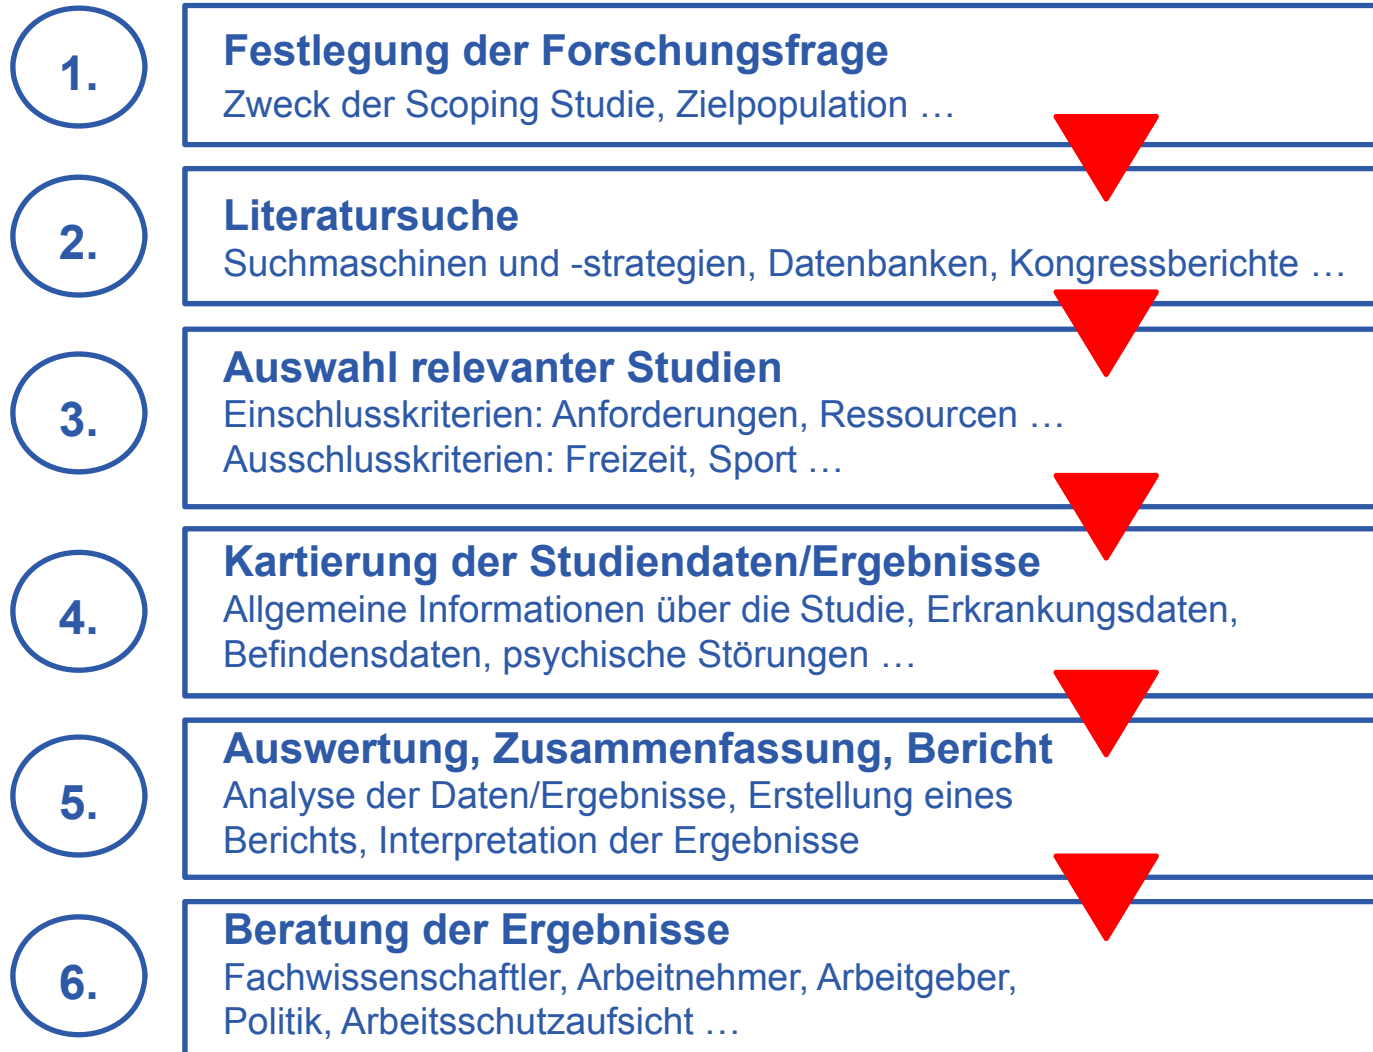 1.
Festlegung der Forschungsfrage
Zweck der Scoping Studie, Zielpopulation …
2.
Literatursuche
Suchmaschinen und -strategien, Datenbanken, Kongressberichte …
3.
Auswahl relevanter Studien
Einschlusskriterien: Anforderungen, Ressourcen …
Ausschlusskriterien: Freizeit, Sport …
4.
Kartierung der Studiendaten/Ergebnisse
Allgemeine Informationen über die Studie, Erkrankungsdaten,
Befindensdaten, psychische Störungen …
5.
Auswertung, Zusammenfassung, Bericht
Analyse der Daten/Ergebnisse, Erstellung eines
Berichts, Interpretation der Ergebnisse
6.
Beratung der Ergebnisse
Fachwissenschaftler, Arbeitnehmer, Arbeitgeber,
Politik, Arbeitsschutzaufsicht …